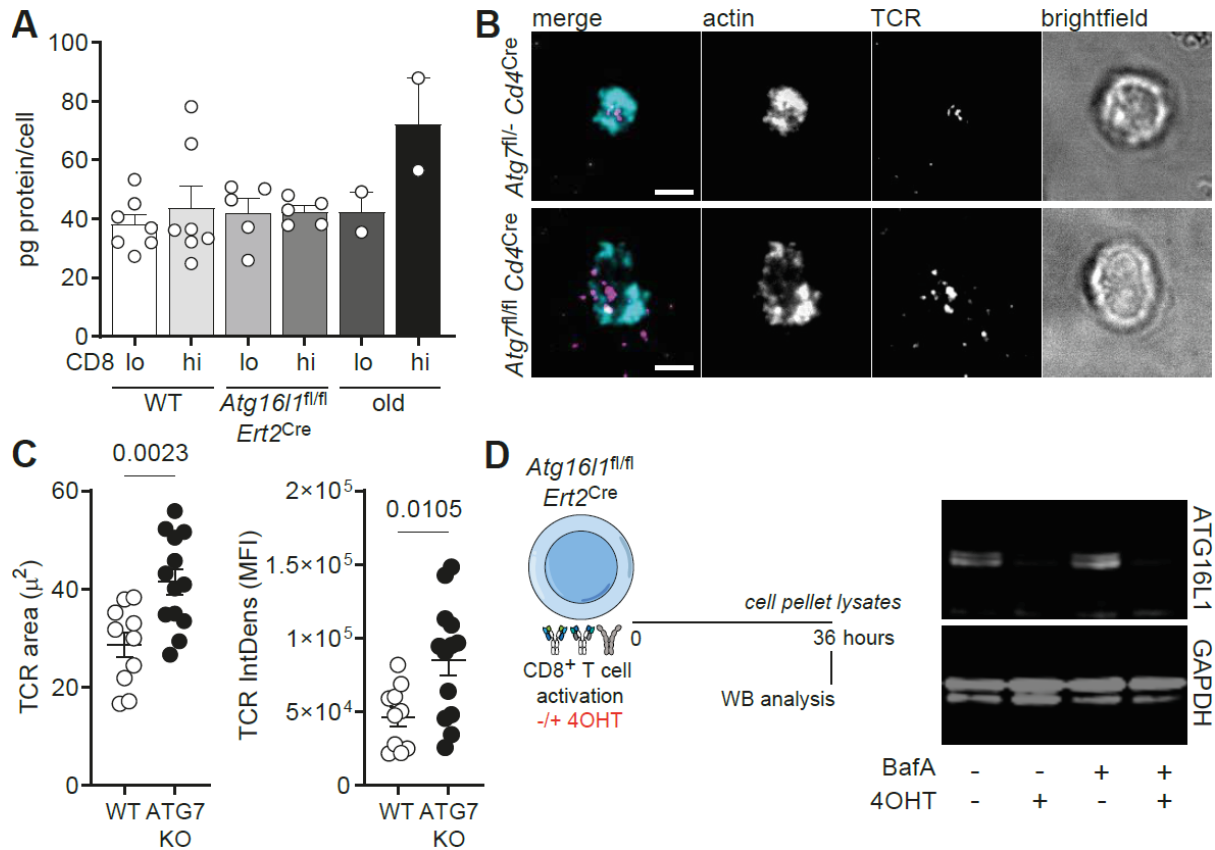 A
pg protein/cell
100
80
60
40
20
0
CD8 lo hi lo hi lo hi
WT
Atg16l1fl/fl
Ert2Cre
old
B
merge actin TCR brightfield
Atg7fl/- Cd4Cre
Atg7fl/fl Cd4Cre
C
0.0023
TCR area (μ²)
60
40
20
0
WT ATG7
KO
0.0105
TCR IntDens (MFI)
2×10⁵
1.5×10⁵
1×10⁵
5×10⁴
0
WT ATG7
KO
D
Atg16l1fl/fl
Ert2Cre
CD8⁺ T cell
activation
-/+ 4OHT
cell pellet lysates
0
36 hours
WB analysis
ATG16L1
GAPDH
BafA - - + +
4OHT - + - +